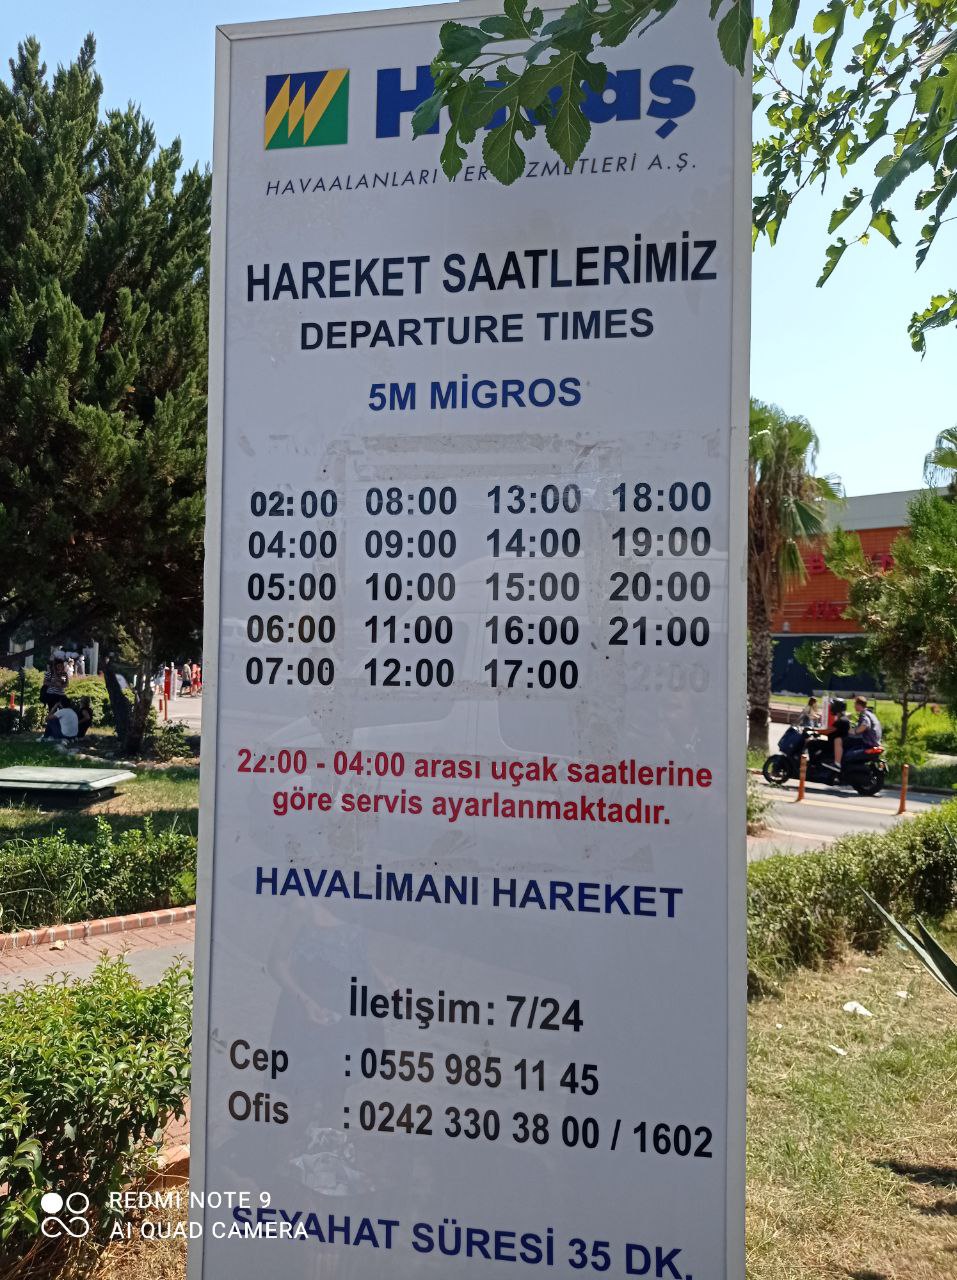 Havaş
HAVAALANLARI YER HİZMETLERİ A.Ş.
HAREKET SAATLERİMİZ
DEPARTURE TIMES
5M MİGROS
02:00 08:00 13:00 18:00
04:00 09:00 14:00 19:00
05:00 10:00 15:00 20:00
06:00 11:00 16:00 21:00
07:00 12:00 17:00
22:00 - 04:00 arası uçak saatlerine
göre servis ayarlanmaktadır.
HAVALİMANI HAREKET
İletişim : 7/24
Cep : 0555 985 11 45
Ofis : 0242 330 38 00 / 1602
SEYAHAT SÜRESİ 35 DK.
REDMI NOTE 9
AI QUAD CAMERA